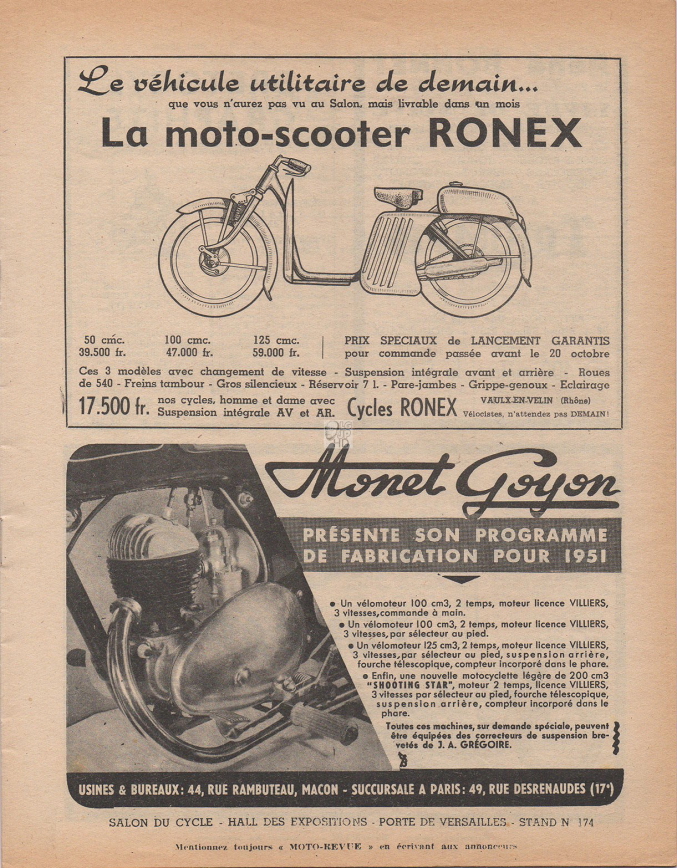 Le véhicule utilitaire de demain...
que vous n'aurez pas vu au Salon, mais livrable dans un mois
La moto-scooter RONEX
50 cmc. 100 cmc. 125 cmc.
39.500 fr. 47.000 fr. 59.000 fr.
PRIX SPECIAUX de LANCEMENT GARANTIS
pour commande passée avant le 20 octobre
Ces 3 modèles avec changement de vitesse - Suspension intégrale avant et arrière - Roues
de 540 - Freins tambour - Gros silencieux - Réservoir 7 l. - Pare-jambes - Grippe-genoux - Eclairage
17.500 fr. nos cycles, homme et dame avec
Suspension intégrale AV et AR.
Cycles RONEX VAULX-EN-VELIN (Rhône)
Vélocistes, n'attendez pas DEMAIN!
Monet Goyon
PRÉSENTE SON PROGRAMME
DE FABRICATION POUR 1951
• Un vélomoteur 100 cm3, 2 temps, moteur licence VILLIERS,
3 vitesses, commande à main.
• Un vélomoteur 100 cm3, 2 temps, moteur licence VILLIERS,
3 vitesses, par sélecteur au pied.
• Un vélomoteur 125 cm3, 2 temps, moteur licence VILLIERS,
3 vitesses, par sélecteur au pied, suspension arrière,
fourche télescopique, compteur incorporé dans le phare.
• Enfin, une nouvelle motocyclette légère de 200 cm3
"SHOOTING STAR", moteur 2 temps, licence VILLIERS,
3 vitesses par sélecteur au pied, fourche télescopique,
suspension arrière, compteur incorporé dans le
phare.
Toutes ces machines, sur demande spéciale, peuvent
être équipées des correcteurs de suspension bre-
vetés de J. A. GRÉGOIRE.
USINES & BUREAUX : 44, RUE RAMBUTEAU, MACON - SUCCURSALE A PARIS : 49, RUE DESRENAUDES (17e)
SALON DU CYCLE - HALL DES EXPOSITIONS - PORTE DE VERSAILLES - STAND N 174
Mentionnez toujours « MOTO-REVUE » en écrivant aux annonceurs